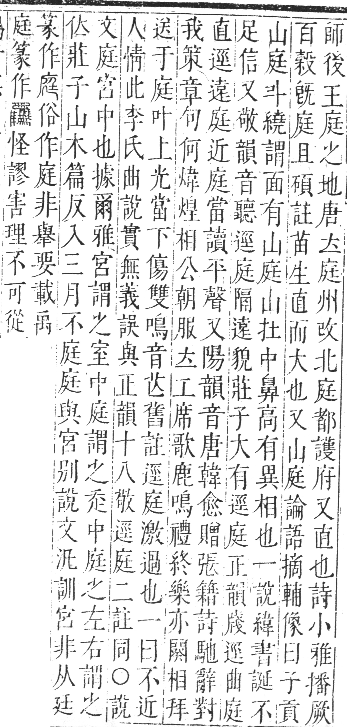 師後王庭之地唐立庭州改北庭都護府又直也詩小雅播厥
百穀旣庭且碩註苗生直而大也又山庭論語摘輔像曰子貢
山庭斗繞謂面有山庭山在中鼻高有異相也一說緯書誕不
足信又敬韻音聽逕庭隔遠貌莊子大有逕庭正韻牋逕曲庭
直逕遠庭近庭當讀平聲又陽韻音唐韓愈贈張籍詩馳辭對
我策章句何煒煌相公朝服立工席歌鹿鳴禮終樂亦闋相拜
送于庭叶上光當下傷雙鳴音芒舊註逕庭激過也一曰不近
人情此李氏曲說貫無義誤與正韻十八敬逕庭二註同○說
文庭宮中也據爾雅宮謂之室中庭謂之走中庭之左右謂之
位莊子山木篇反入三月不庭庭與宮別說文汎訓宮非从廷
篆作俗作庭非舉要載禹
庭篆作怪謬害理不可從